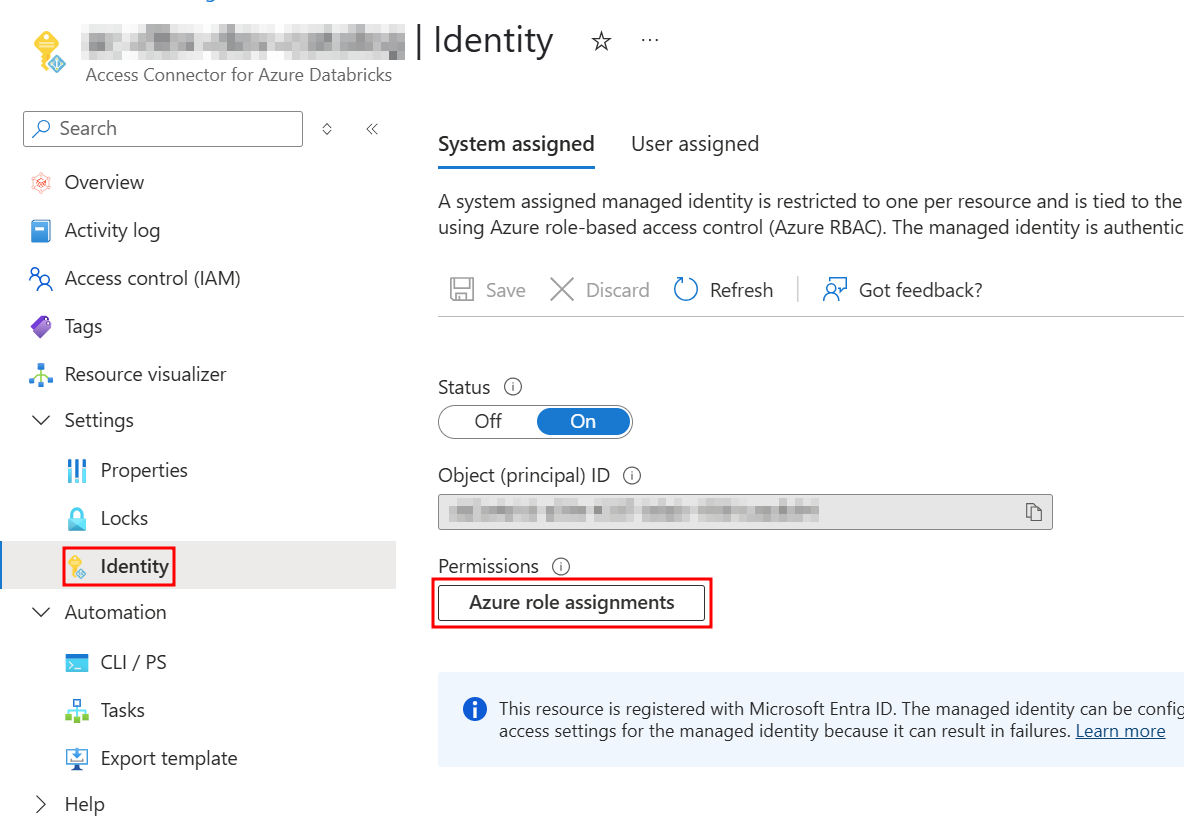 | Identity
Access Connector for Azure Databricks
Search
Overview
Activity log
Access control (IAM)
Tags
Resource visualizer
Settings
Properties
Locks
Identity
Automation
CLI / PS
Tasks
Export template
Help
System assigned
User assigned
A system assigned managed identity is restricted to one per resource and is tied to the
using Azure role-based access control (Azure RBAC). The managed identity is authentic
Save
Discard
Refresh
Got feedback?
Status
Off
On
Object (principal) ID
Permissions
Azure role assignments
This resource is registered with Microsoft Entra ID. The managed identity can be config
access settings for the managed identity because it can result in failures. Learn more